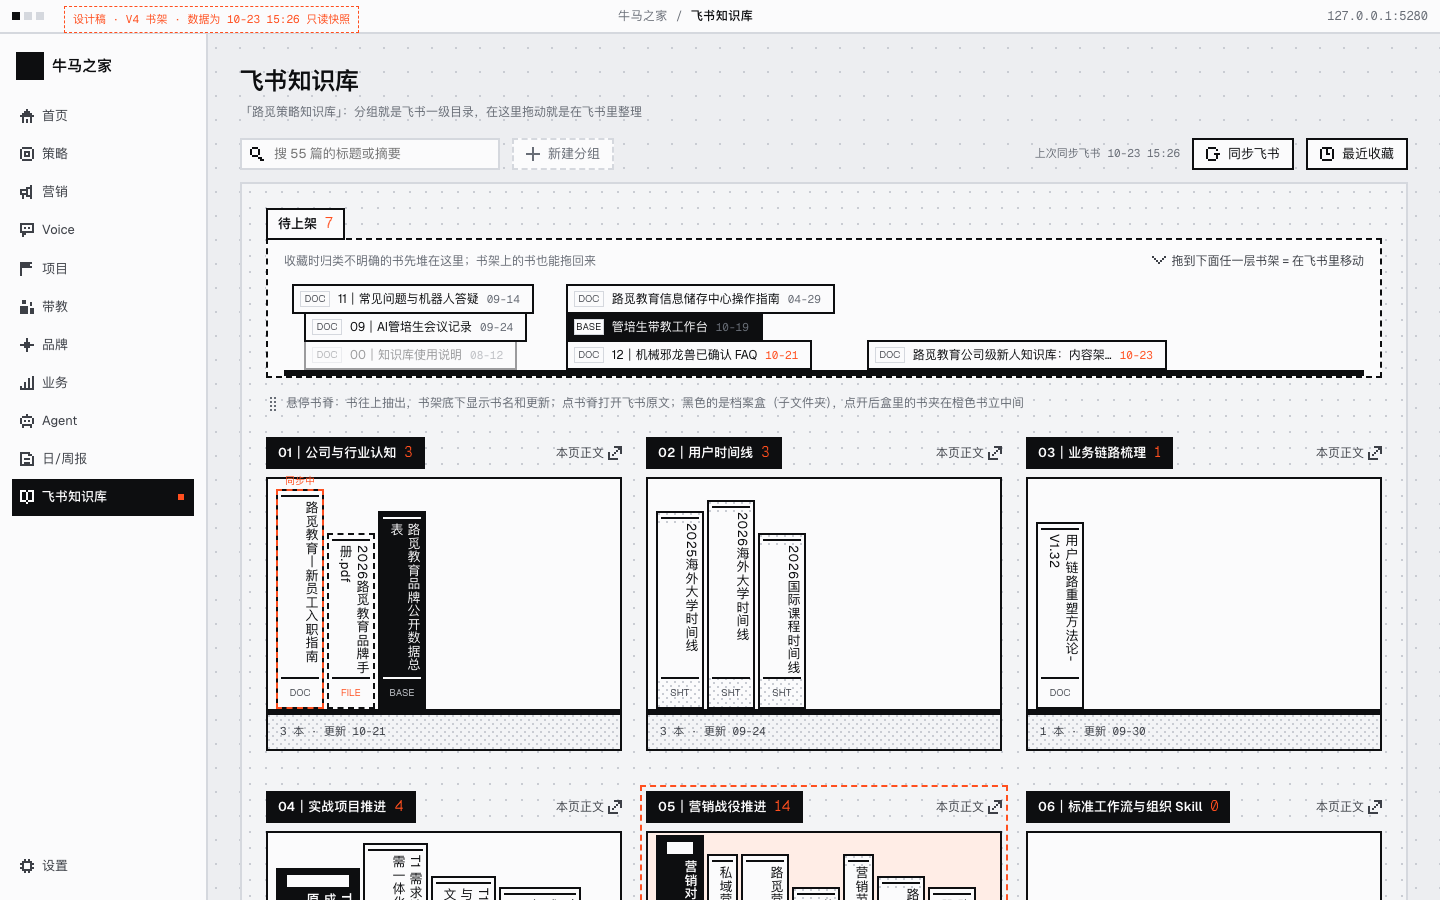 设计稿 · V4 书架 · 数据为 10-23 15:26 只读快照
牛马之家 / 飞书知识库
127.0.0.1:5280
牛马之家
首页
策略
营销
Voice
项目
带教
品牌
业务
Agent
日/周报
飞书知识库
设置
飞书知识库
「路觅策略知识库」：分组就是飞书一级目录，在这里拖动就是在飞书里整理
搜 55 篇的标题或摘要
新建分组
上次同步飞书 10-23 15:26
同步飞书
最近收藏
待上架 7
收藏时归类不明确的书先堆在这里；书架上的书也能拖回来
拖到下面任一层书架 = 在飞书里移动
DOC 11｜常见问题与机器人答疑 09-14
DOC 路觅教育信息储存中心操作指南 04-29
DOC 09｜AI管培生会议记录 09-24
BASE 管培生带教工作台 10-19
DOC 00｜知识库使用说明 08-12
DOC 12｜机械邪龙兽已确认 FAQ 10-21
DOC 路觅教育公司级新人知识库：内容架… 10-23
悬停书脊：书往上抽出，书架底下显示书名和更新；点书脊打开飞书原文；黑色的是档案盒（子文件夹），点开后盒里的书夹在橙色书立中间
01｜公司与行业认知 3
本页正文
同步中
路觅教育｜新员工入职指南
DOC
2026路觅教育品牌手册.pdf
FILE
路觅教育品牌公开数据总表
BASE
3 本 · 更新 10-21
02｜用户时间线 3
本页正文
2025海外大学时间线
SHT
2026海外大学时间线
SHT
2026国际课程时间线
SHT
3 本 · 更新 09-24
03｜业务链路梳理 1
本页正文
用户链路重塑方法论-V1.32
DOC
1 本 · 更新 09-30
04｜实战项目推进 4
本页正文
T1 需求
需一体化
T1
文与
05｜营销战役推进 14
本页正文
营销对
私域营
路觅营
营销节
路
06｜标准工作流与组织 Skill 0
本页正文